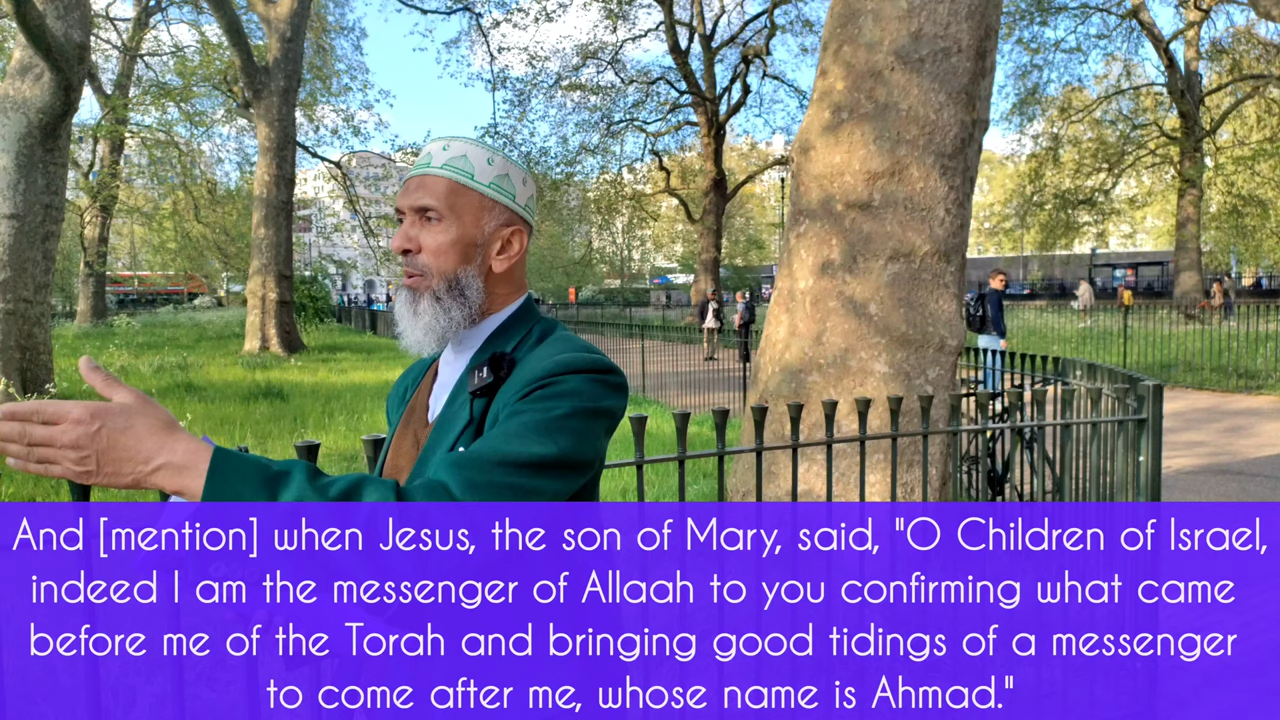 And [mention] when Jesus, the son of Mary, said, "O Children of Israel,
indeed I am the messenger of Allaah to you confirming what came
before me of the Torah and bringing good tidings of a messenger
to come after me, whose name is Ahmad."